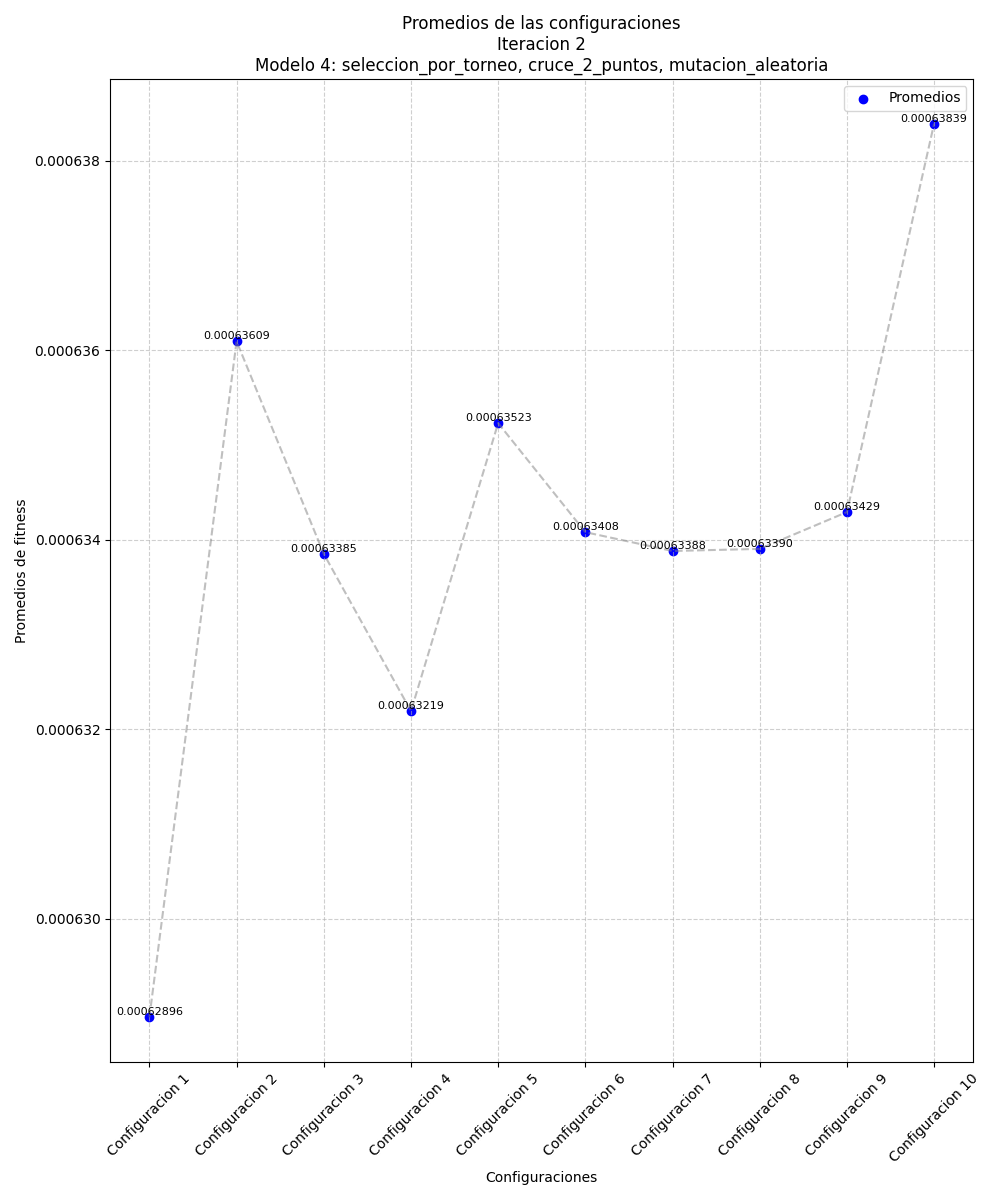 Promedios de las configuraciones
Iteracion 2
Modelo 4: seleccion_por_torneo, cruce_2_puntos, mutacion_aleatoria
Promedios
0.00063839
0.000638
0.00063609
0.000636
0.00063523
0.00063429
0.00063408
0.000634
0.00063390
0.00063388
0.00063385
0.00063219
0.000632
0.000630
0.00062896
Promedios de fitness
Configuracion 1
Configuracion 2
Configuracion 3
Configuracion 4
Configuracion 5
Configuracion 6
Configuracion 7
Configuracion 8
Configuracion 9
Configuracion 10
Configuraciones